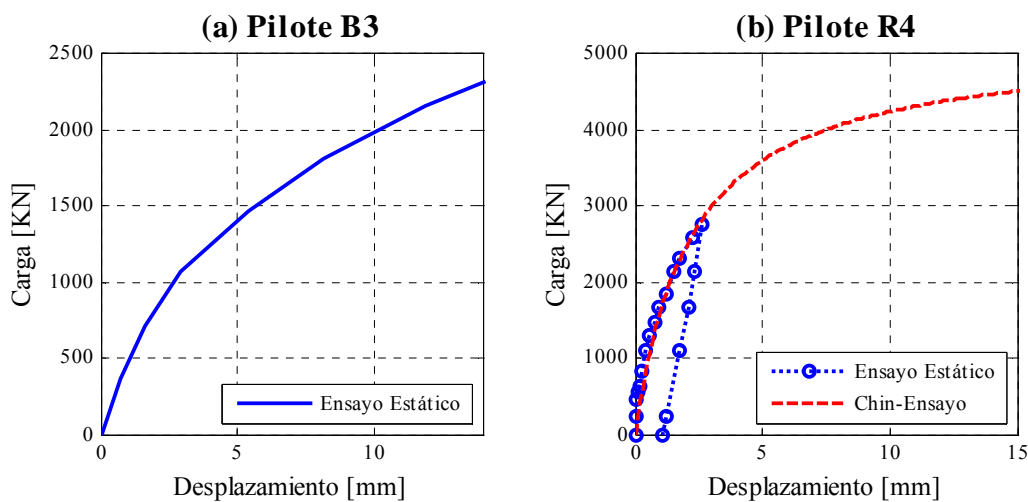 (a) Pilote B3
2500
2000
1500
1000
500
0
0
5
10
Carga [KN]
Desplazamiento [mm]
Ensayo Estático
(b) Pilote R4
5000
4000
3000
2000
1000
0
0
5
10
15
Carga [KN]
Desplazamiento [mm]
Ensayo Estático
Chin-Ensayo